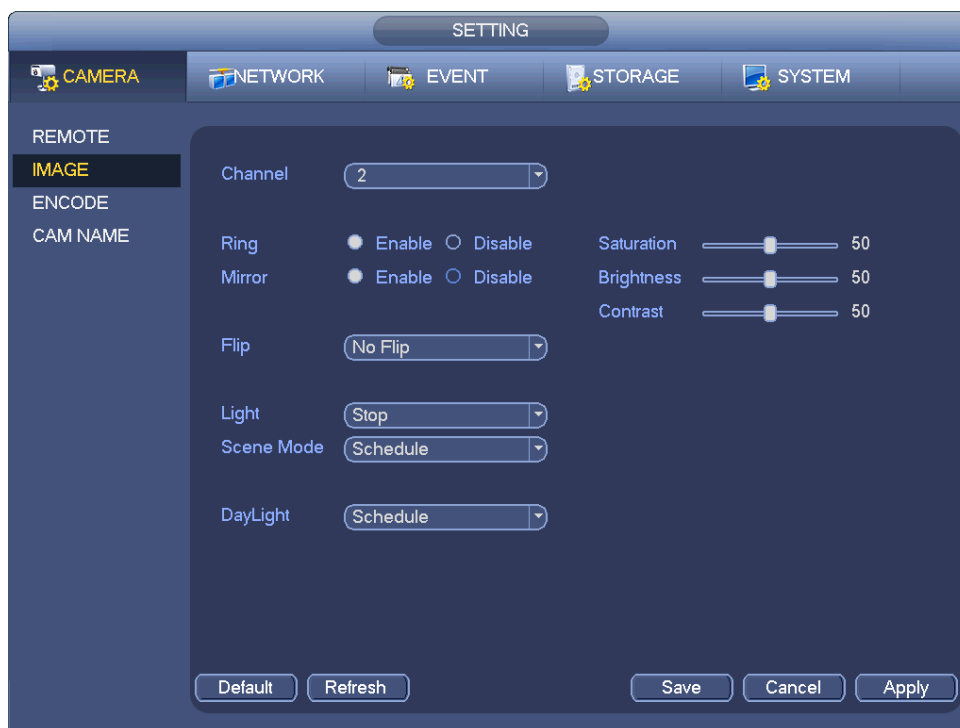 SETTING
CAMERA NETWORK EVENT STORAGE SYSTEM
REMOTE
IMAGE
ENCODE
CAM NAME
Channel 2
Ring Enable Disable Saturation 50
Mirror Enable Disable Brightness 50
Contrast 50
Flip No Flip
Light Stop
Scene Mode Schedule
DayLight Schedule
Default Refresh Save Cancel Apply